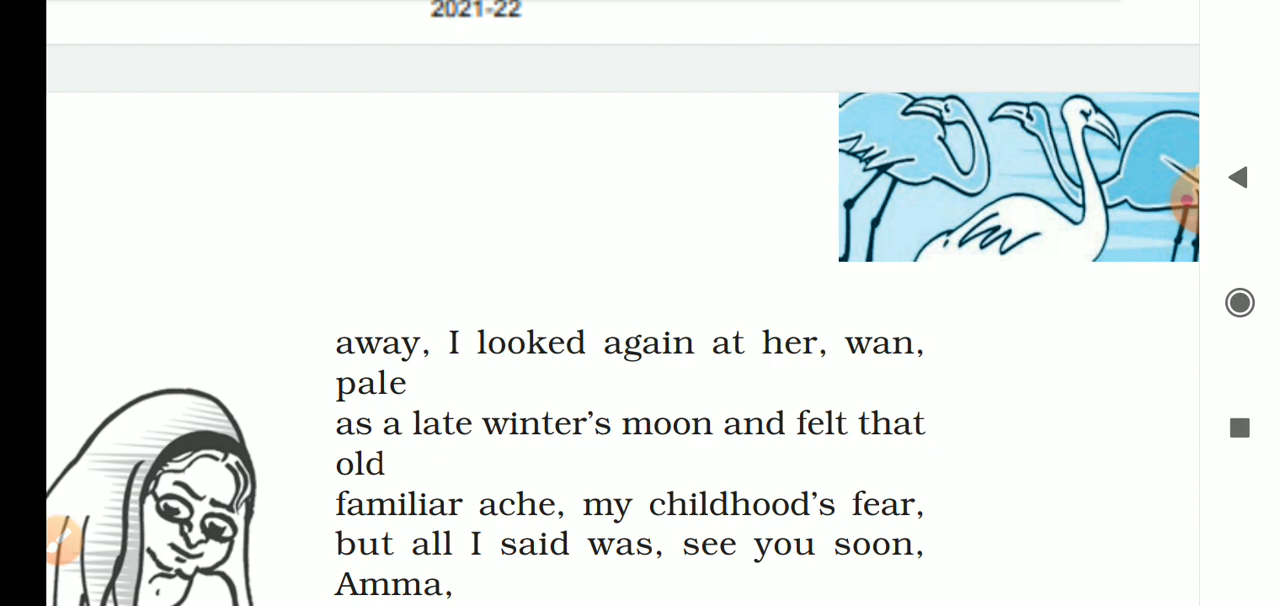 2021-22
away, I looked again at her, wan,
pale
as a late winter’s moon and felt that
old
familiar ache, my childhood’s fear,
but all I said was, see you soon,
Amma,